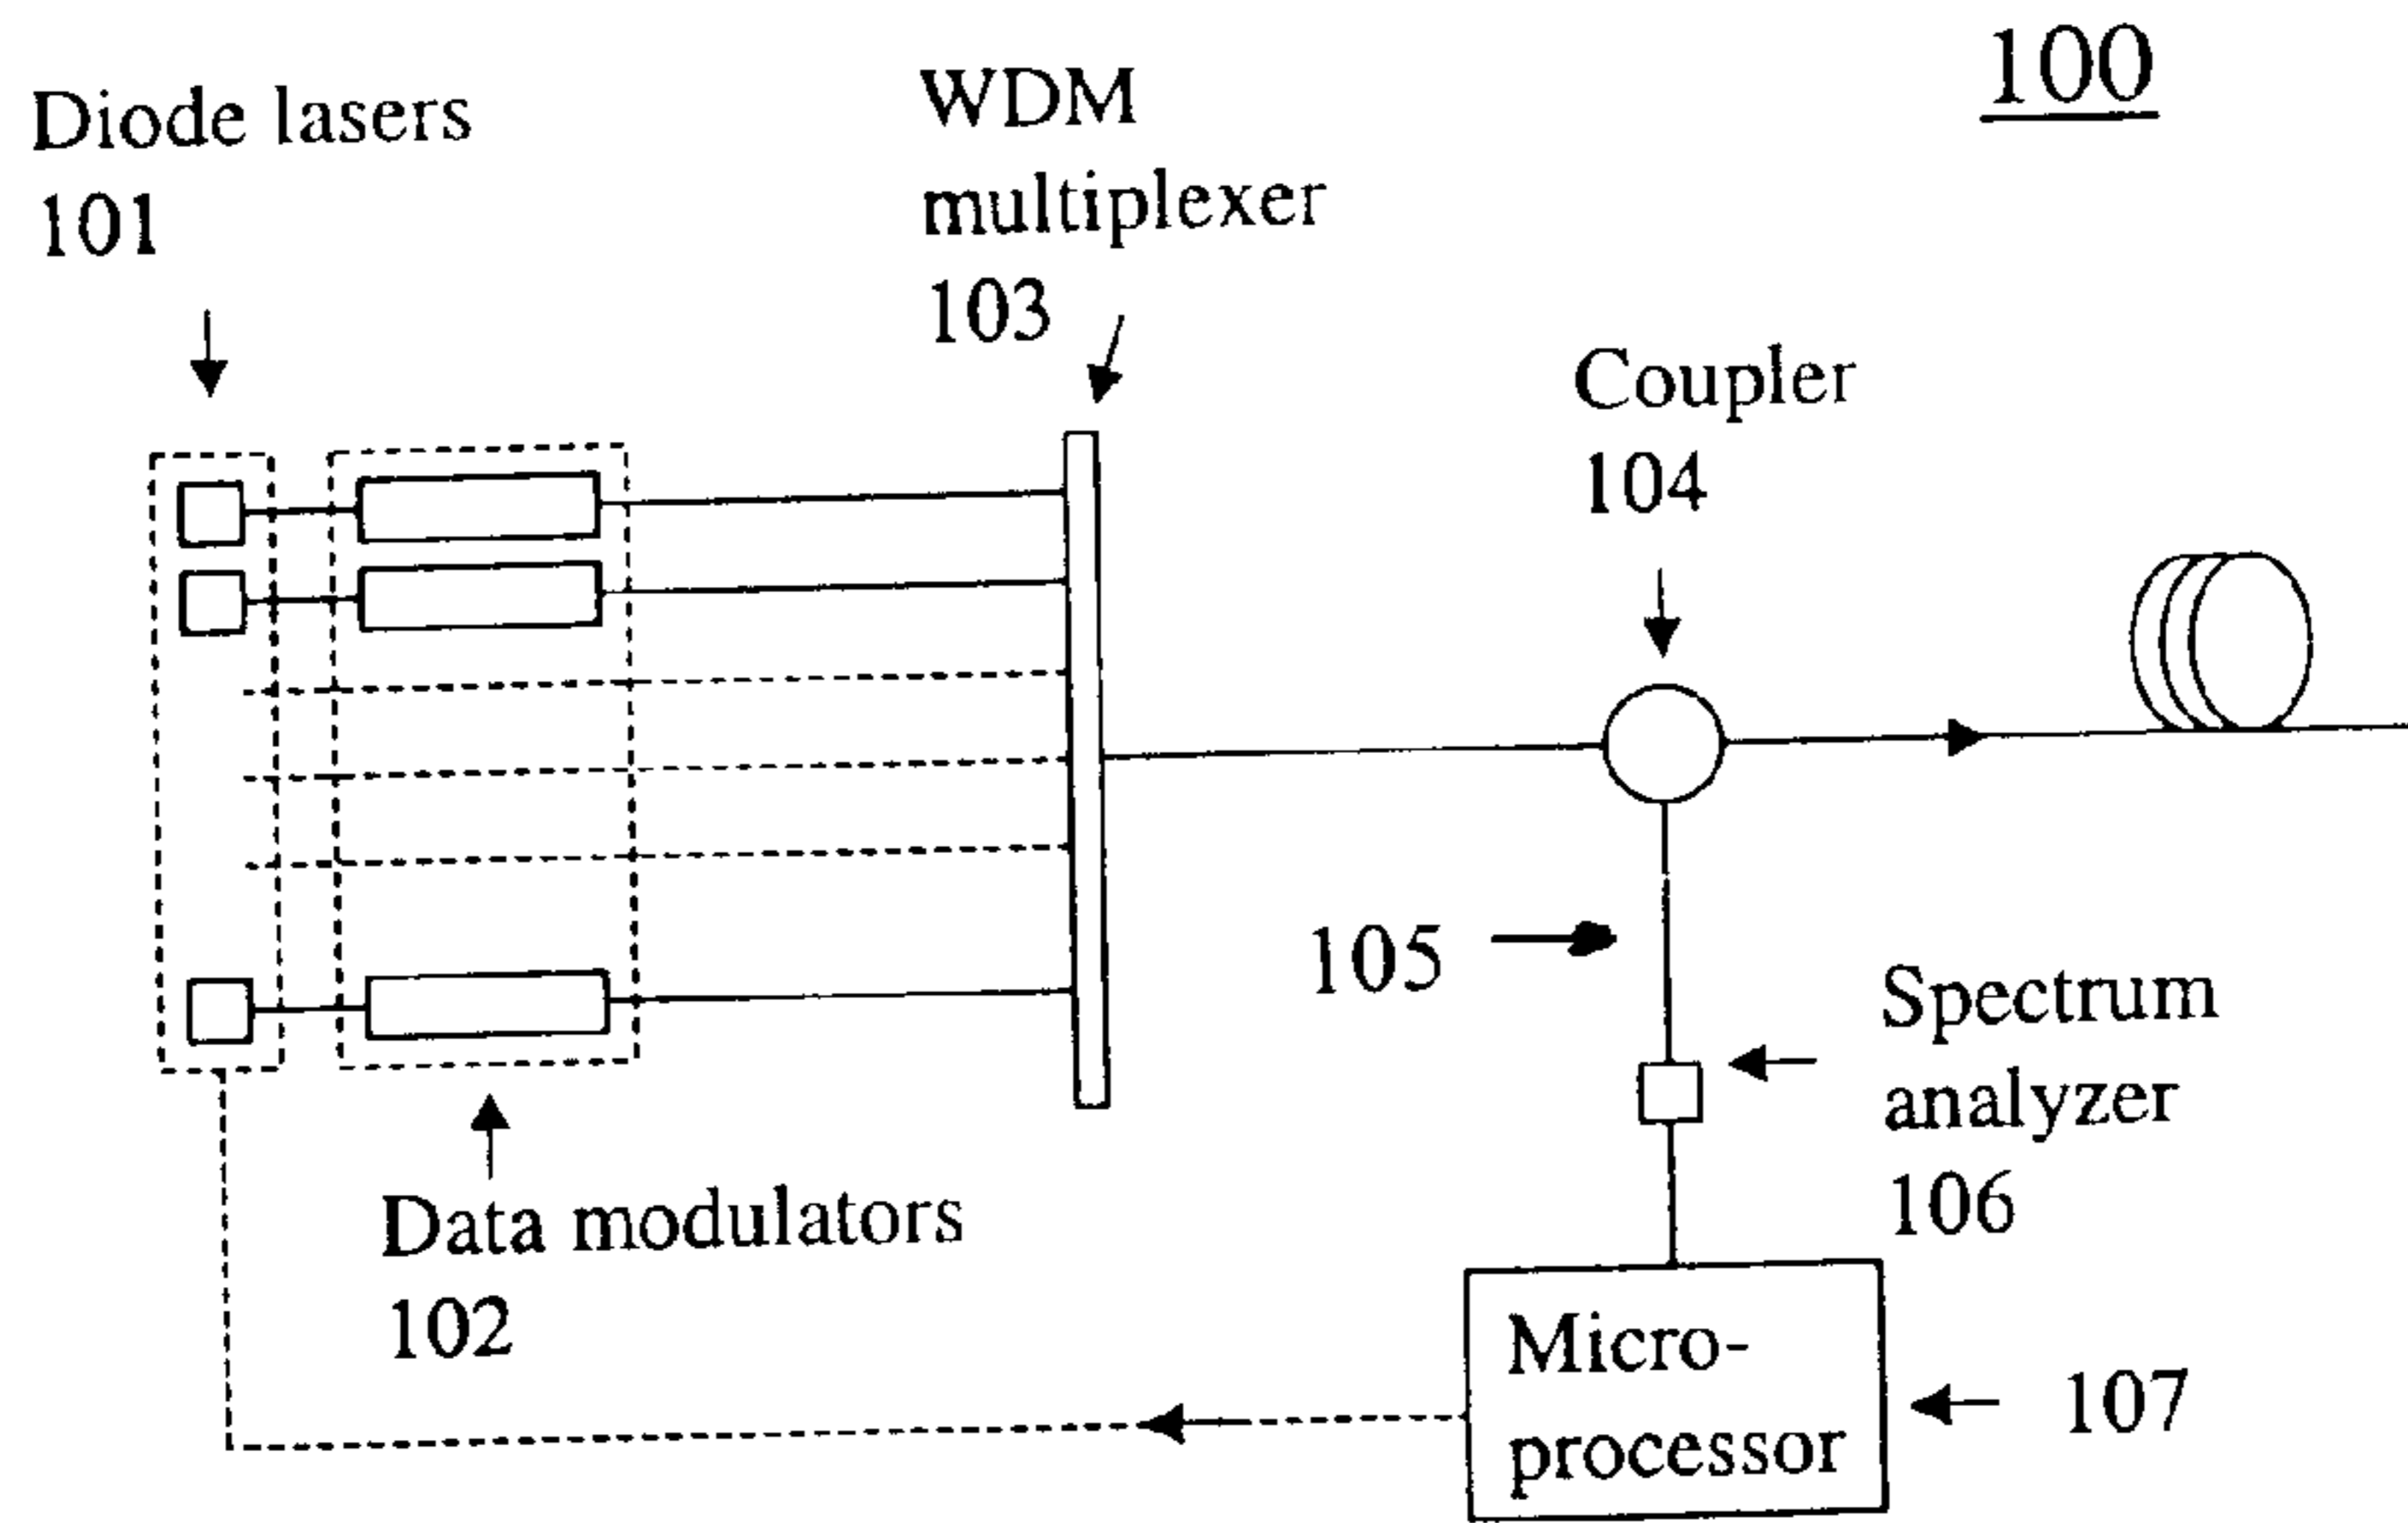 100
Diode lasers
101
WDM
multiplexer
103
Coupler
104
105
Spectrum
analyzer
106
Data modulators
102
Micro-
processor
107